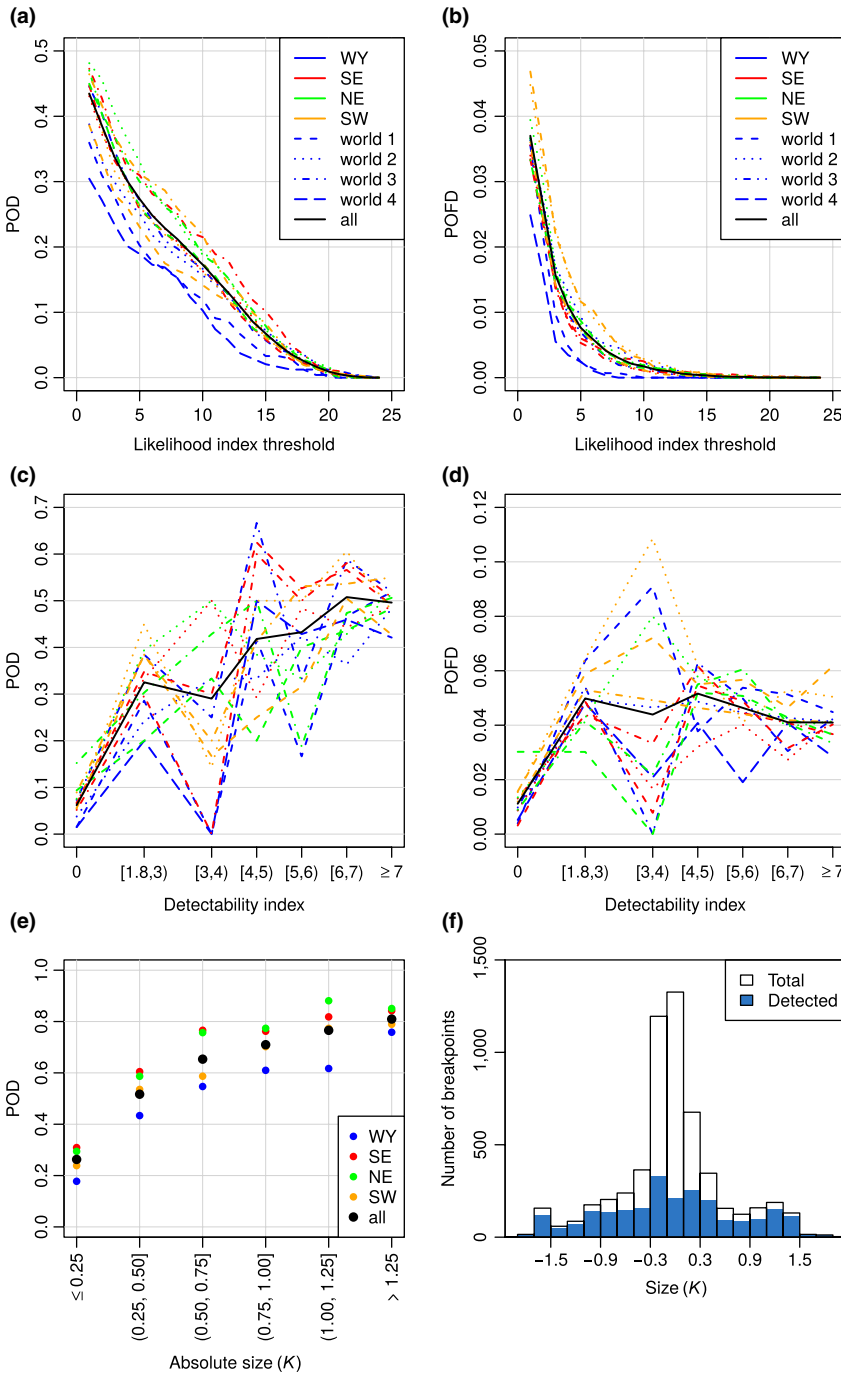 (a)
0.0 0.1 0.2 0.3 0.4 0.5
POD
WY
SE
NE
SW
world 1
world 2
world 3
world 4
all
0 5 10 15 20 25
Likelihood index threshold
(b)
0.00 0.01 0.02 0.03 0.04 0.05
POFD
WY
SE
NE
SW
world 1
world 2
world 3
world 4
all
0 5 10 15 20 25
Likelihood index threshold
(c)
0.0 0.1 0.2 0.3 0.4 0.5 0.6 0.7
POD
0 [1.8,3) [3,4) [4,5) [5,6) [6,7) ≥ 7
Detectability index
(d)
0.00 0.02 0.04 0.06 0.08 0.10 0.12
POFD
0 [1.8,3) [3,4) [4,5) [5,6) [6,7) ≥ 7
Detectability index
(e)
0.0 0.2 0.4 0.6 0.8 1.0
POD
WY
SE
NE
SW
all
≤ 0.25
(0.25, 0.50]
(0.50, 0.75]
(0.75, 1.00]
(1.00, 1.25]
> 1.25
Absolute size (K)
(f)
0 500 1,000 1,500
Number of breakpoints
Total
Detected
−1.5 −0.9 −0.3 0.3 0.9 1.5
Size (K)